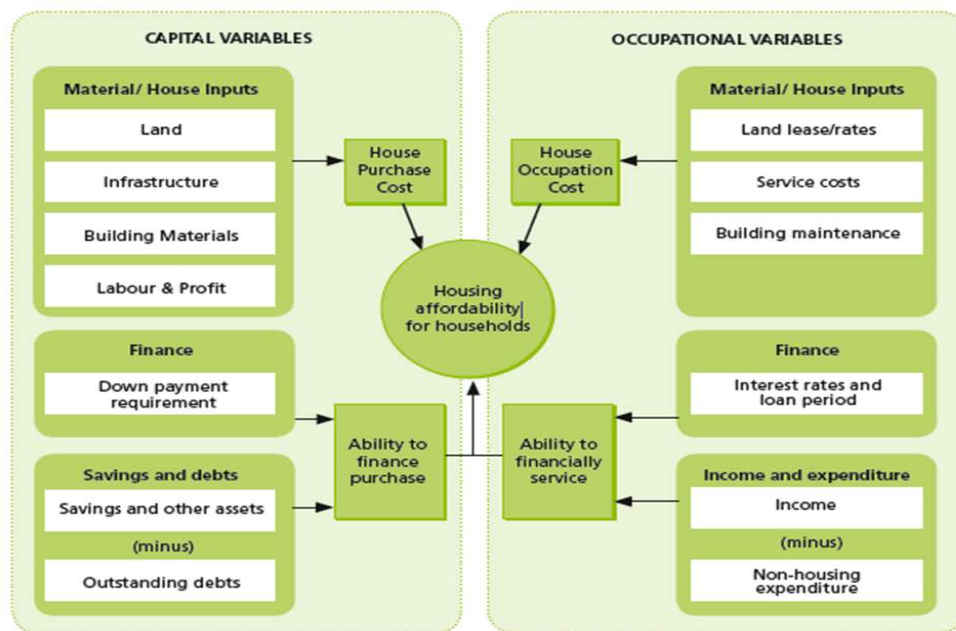 CAPITAL VARIABLES
Material/ House Inputs
Land
Infrastructure
Building Materials
Labour & Profit
Finance
Down payment
requirement
Savings and debts
Savings and other assets
(minus)
Outstanding debts
House
Purchase
Cost
Ability to
finance
purchase
Housing
affordability
for households
OCCUPATIONAL VARIABLES
House
Occupation
Cost
Ability to
financially
service
Material/ House Inputs
Land lease/rates
Service costs
Building maintenance
Finance
Interest rates and
loan period
Income and expenditure
Income
(minus)
Non-housing
expenditure